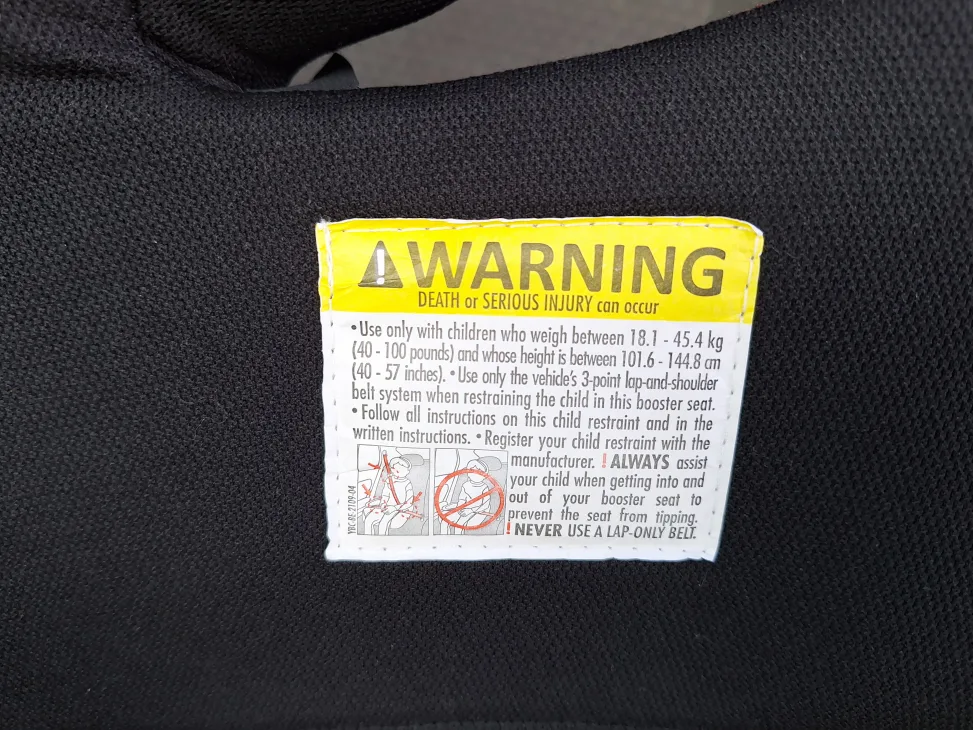 WARNING
DEATH or SERIOUS INJURY can occur
•Use only with children who weigh between 18.1 - 45.4 kg
(40 - 100 pounds) and whose height is between 101.6 - 144.8 cm
(40 - 57 inches). •Use only the vehicle's 3-point lap-and-shoulder
belt system when restraining the child in this booster seat.
•Follow all instructions on this child restraint and in the
written instructions. •Register your child restraint with the
manufacturer. ! ALWAYS assist
your child when getting into and
out of your booster seat to
prevent the seat from tipping.
! NEVER USE A LAP-ONLY BELT.